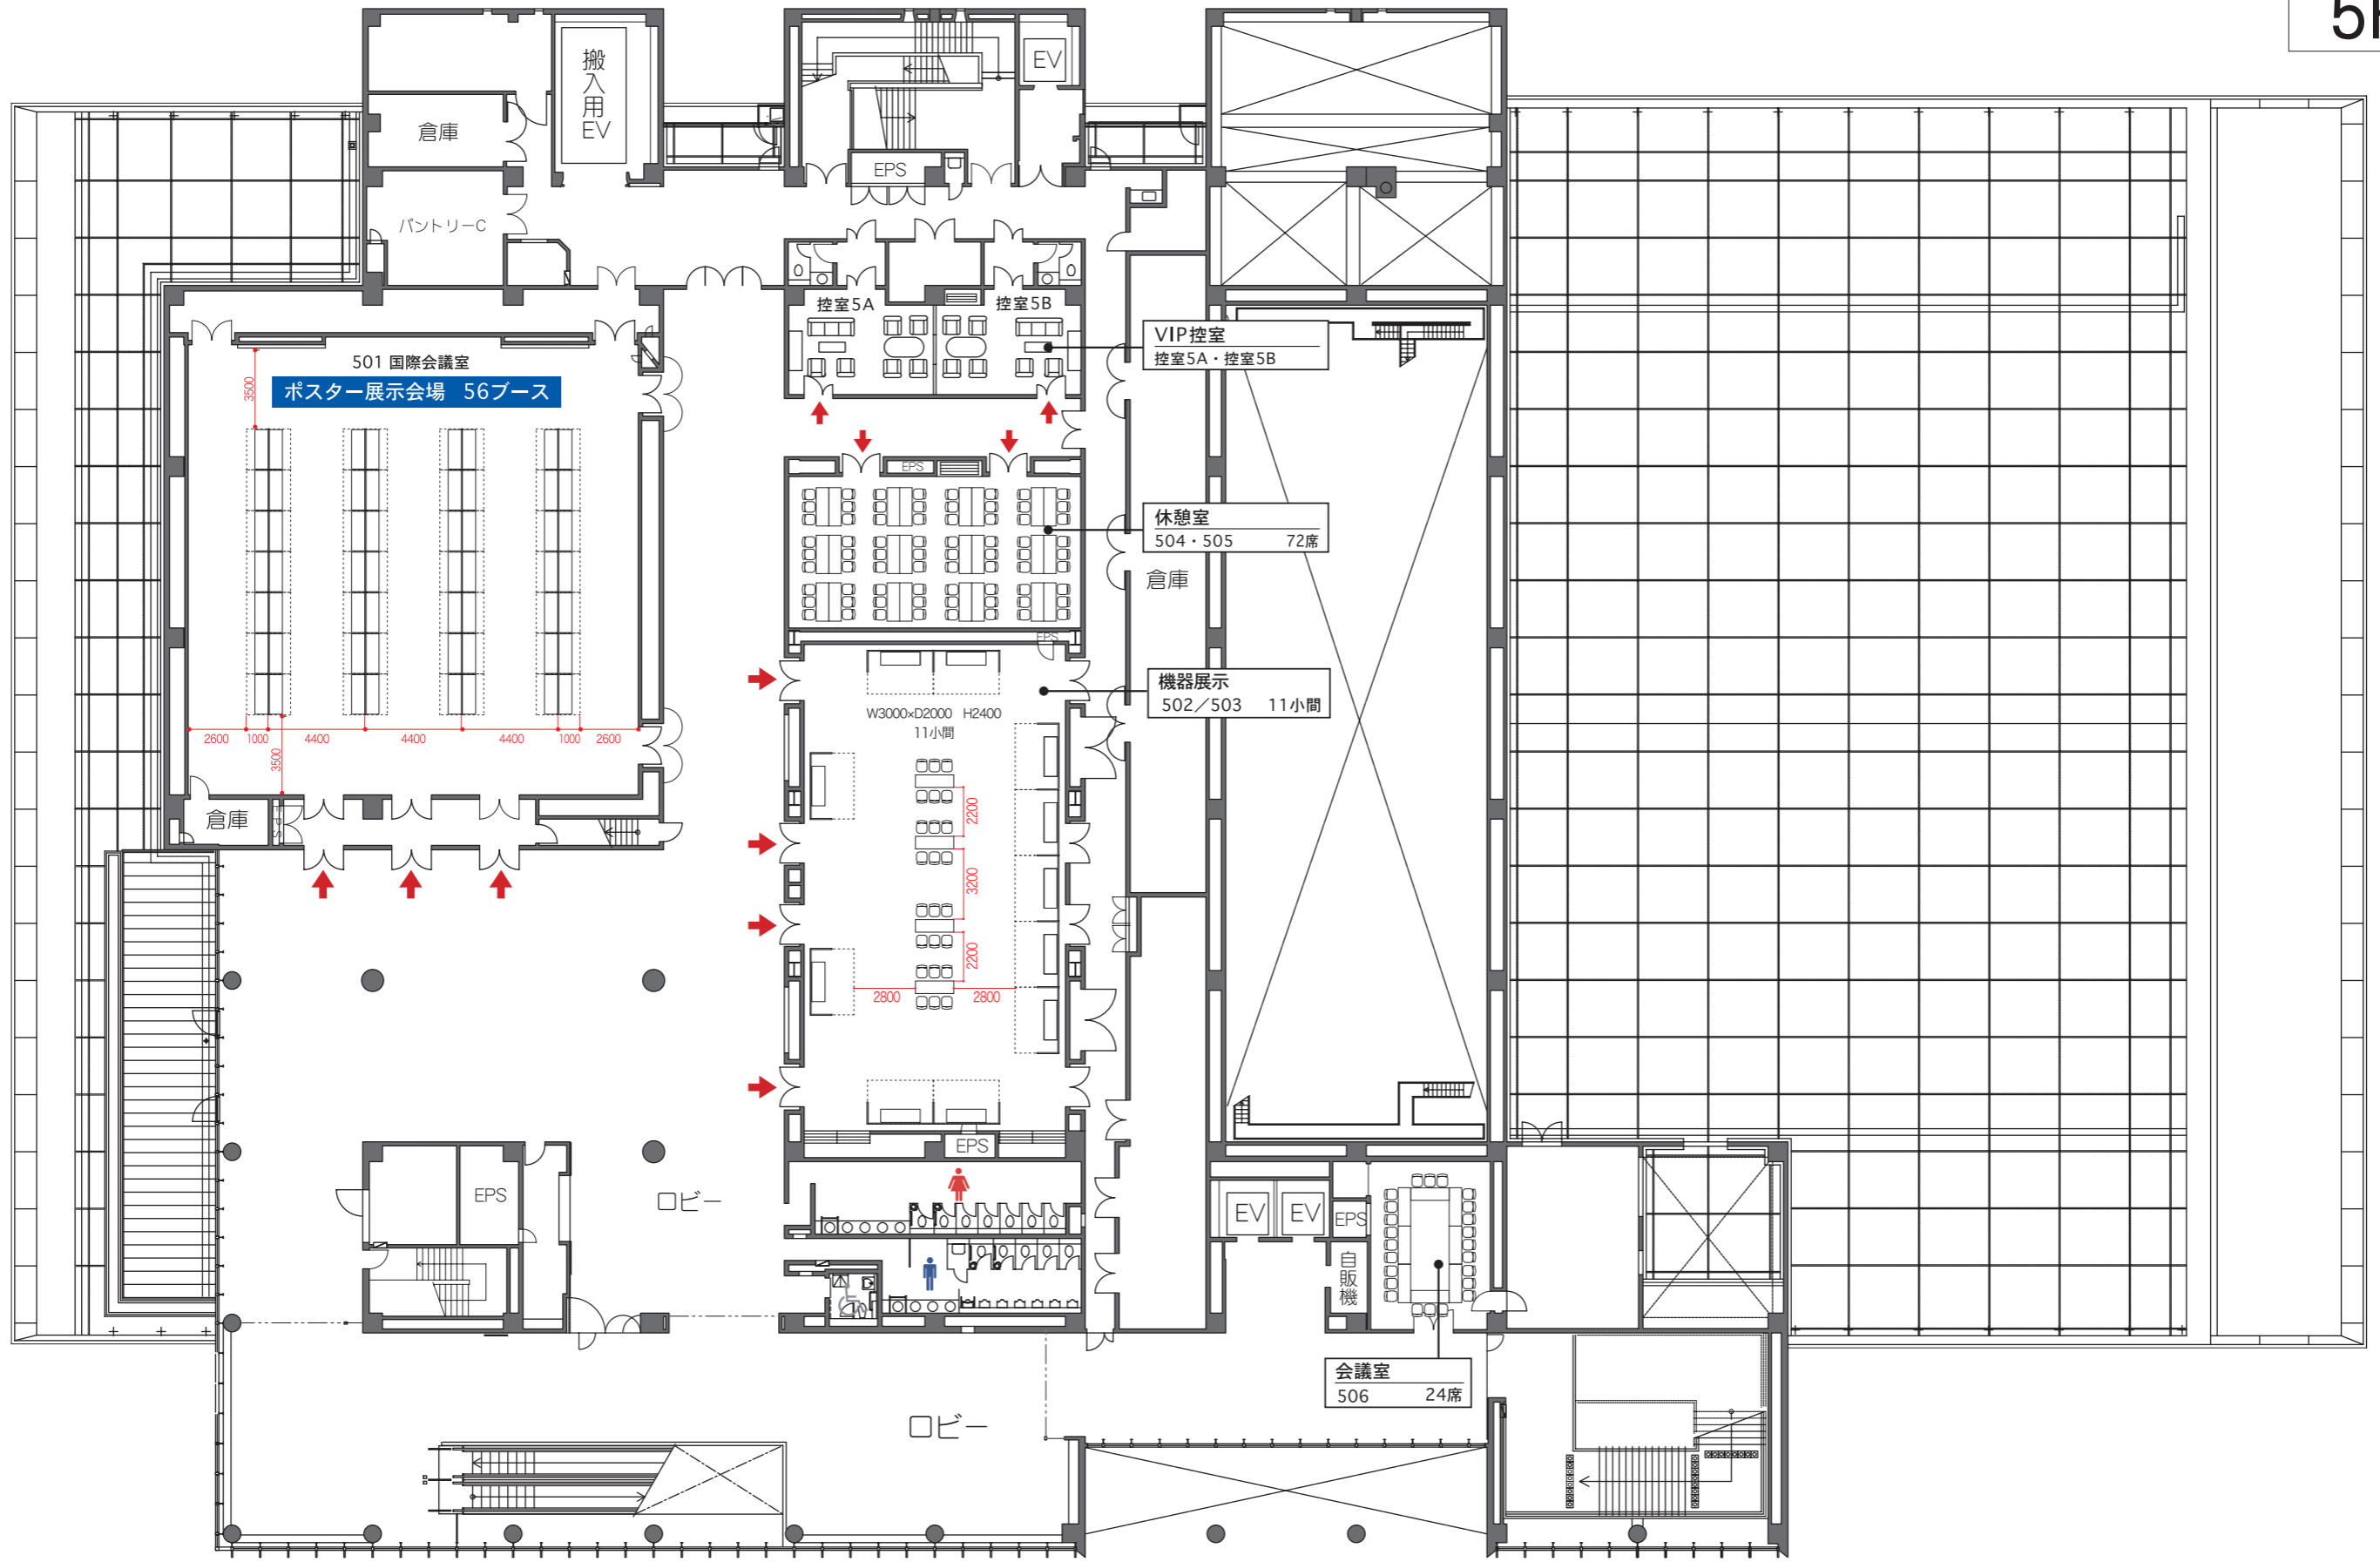 搬入用EV
EV
倉庫
EPS
パントリーC
控室5A
控室5B
VIP控室
控室5A・控室5B
501 国際会議室
ポスター展示会場 56ブース
3500
EPS
休憩室
504・505 72席
倉庫
EPS
機器展示
502／503 11小間
W3000×D2000 H2400
11小間
2600 1000 4400 4400 4400 1000 2600
3500
倉庫
EPS
2200
3200
2200
2800 2800
EPS
EPS
ロビー
EV
EV
EPS
自販機
会議室
506 24席
ロビー